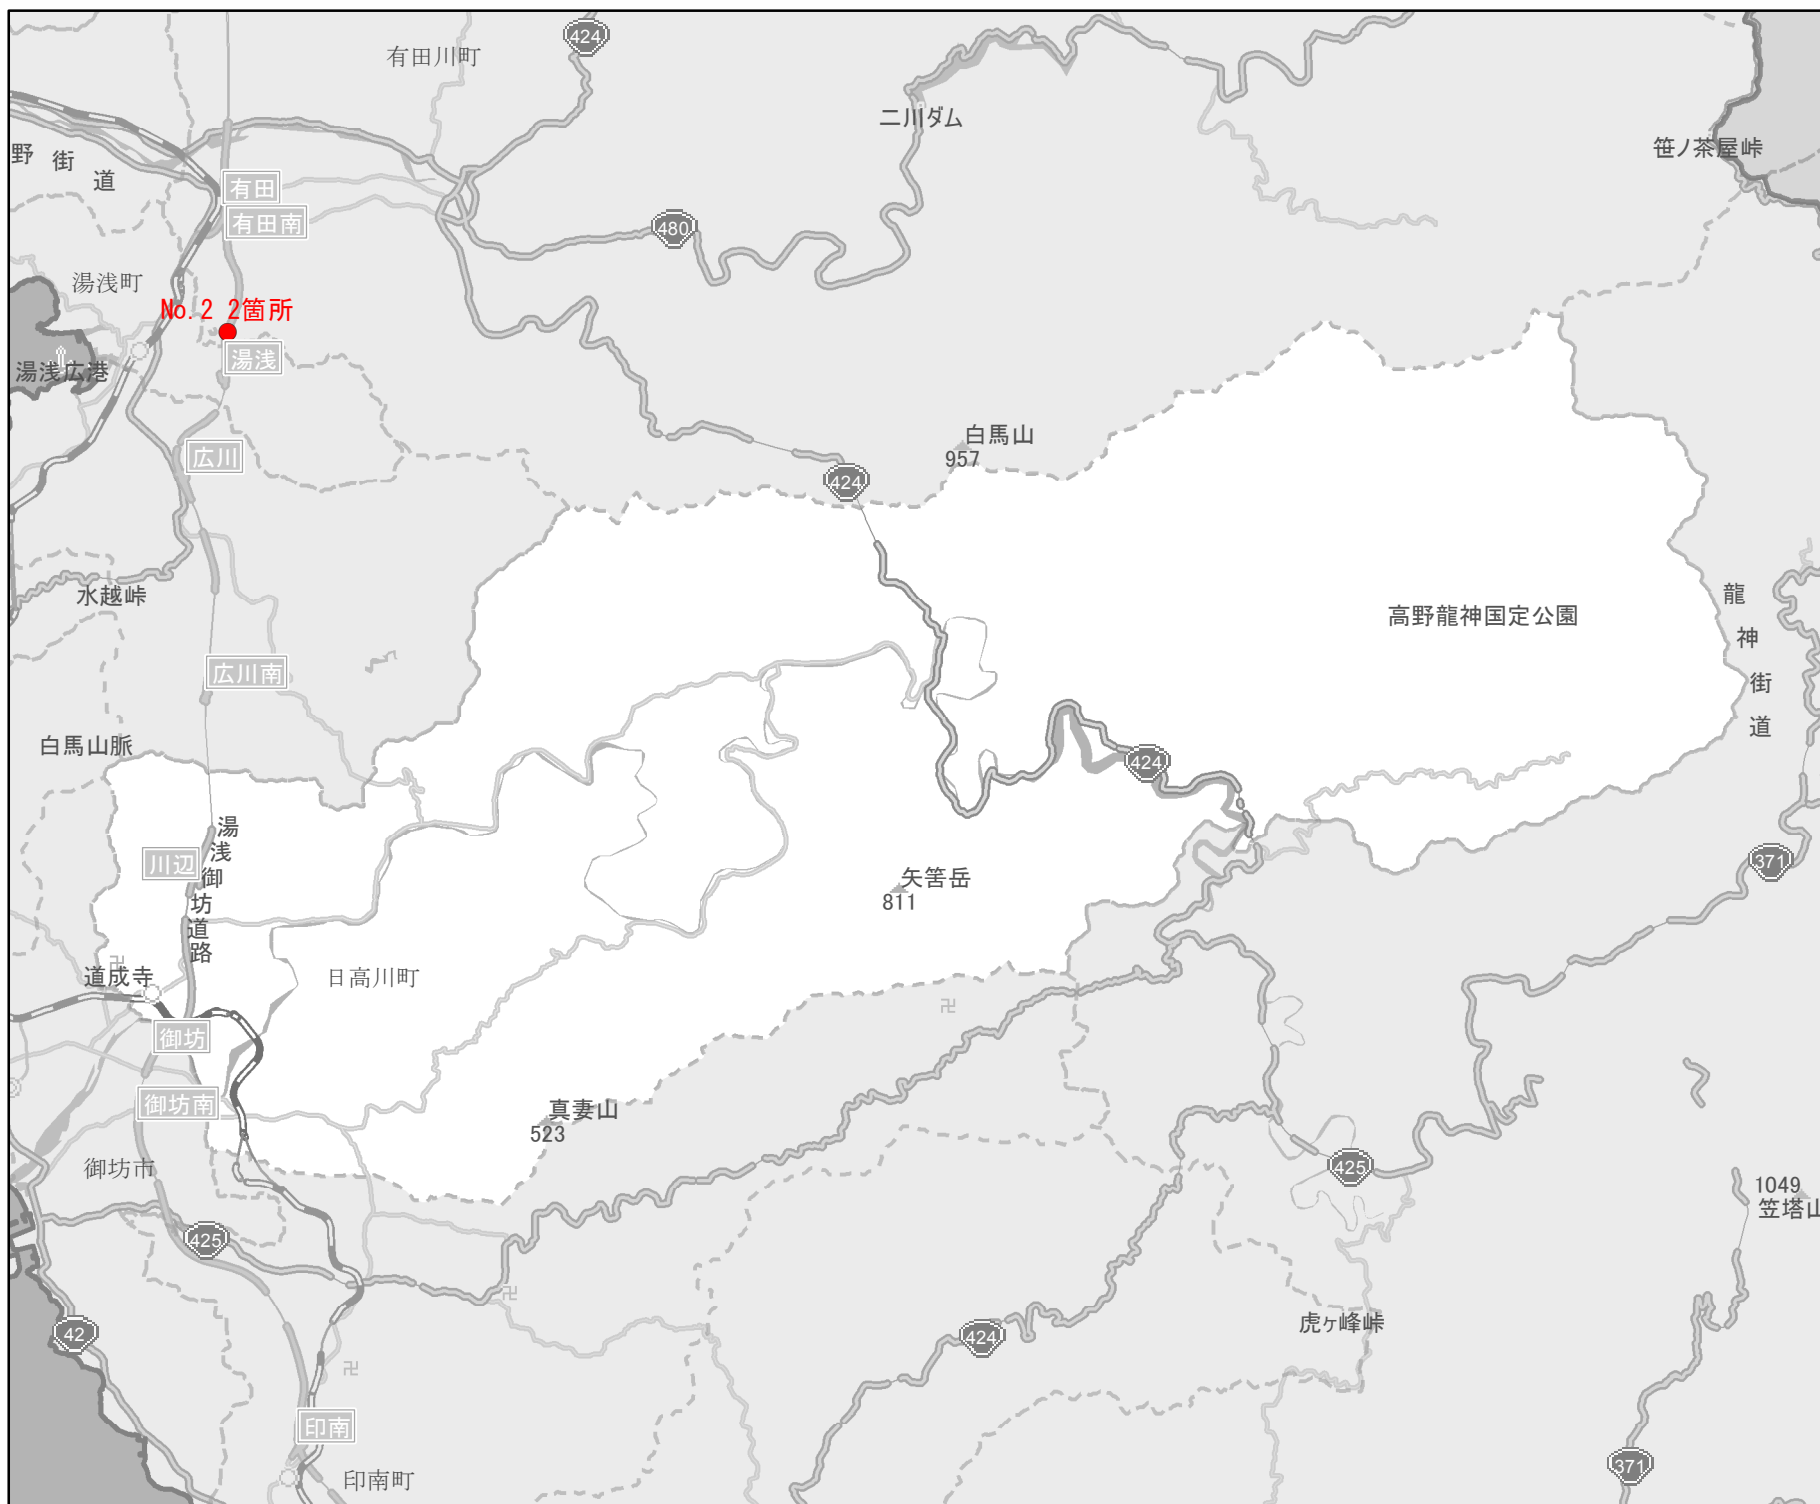 424
有田川町
二川ダム
笹ノ茶屋峠
野街道
有田
有田南
480
湯浅町
No.2 2箇所
湯浅
湯浅広港
広川
白馬山
957
424
水越峠
高野龍神国定公園
龍神街道
広川南
白馬山脈
424
湯浅御坊道路
川辺
371
矢筈岳
811
道成寺
日高川町
御坊
御坊南
真妻山
523
御坊市
425
1049
笠塔山
425
42
424
虎ヶ峰峠
印南
371
印南町